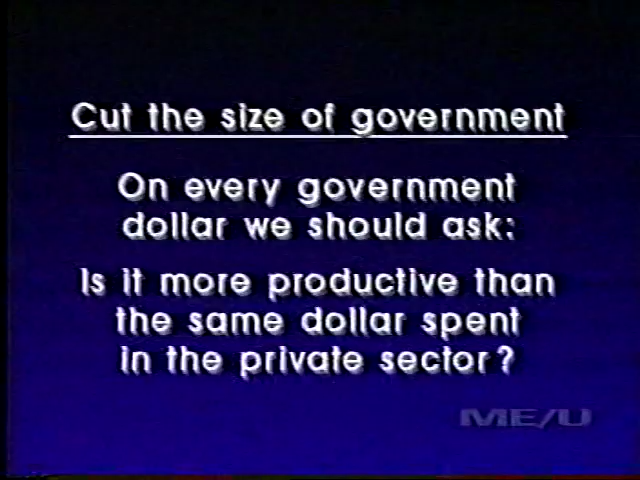 Cut the size of government
On every government
dollar we should ask:
Is it more productive than
the same dollar spent
in the private sector?
ME/U